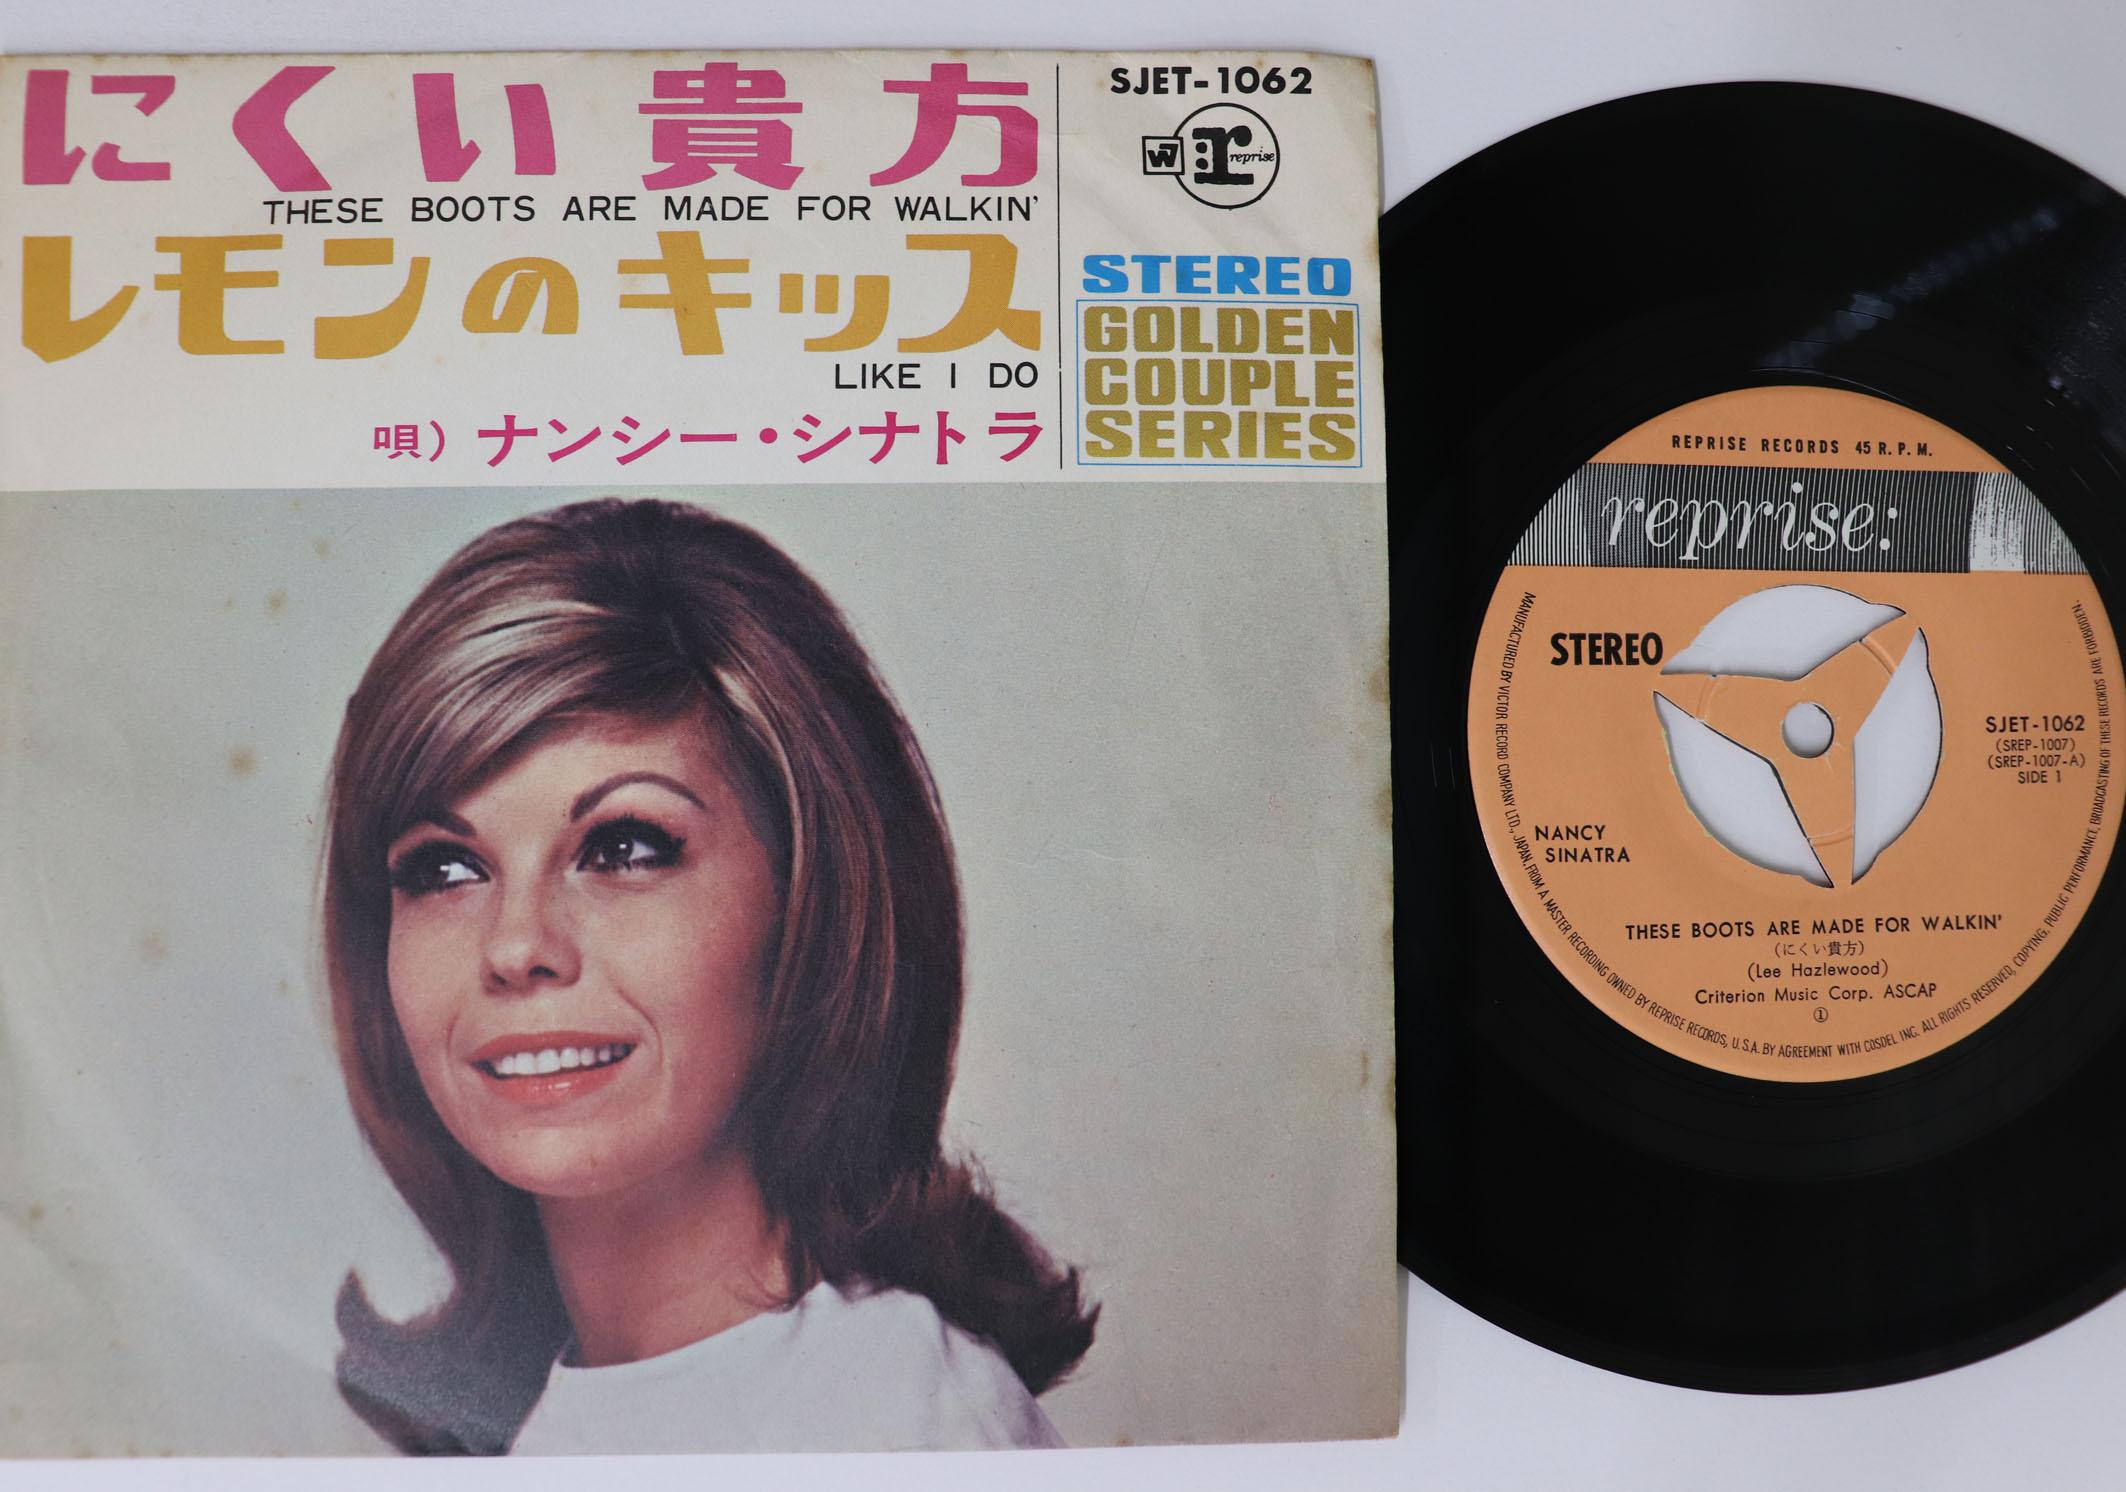 にくい貴方
THESE BOOTS ARE MADE FOR WALKIN'
レモンのキッス
LIKE I DO
唄）ナンシー・シナトラ
SJET-1062
W7 r: reprise
STEREO
GOLDEN
COUPLE
SERIES
REPRISE RECORDS 45 R.P.M.
reprise:
STEREO
SJET-1062
(SREP-1007)
(SREP-1007-A)
SIDE 1
NANCY
SINATRA
THESE BOOTS ARE MADE FOR WALKIN'
(にくい貴方)
(Lee Hazlewood)
Criterion Music Corp. ASCAP
①
MANUFACTURED BY VICTOR RECORD COMPANY LTD., JAPAN, FROM A MASTER RECORDING OWNED BY REPRISE RECORDS, U.S.A. BY AGREEMENT WITH COSDEL INC. ALL RIGHTS RESERVED, COPYING, PUBLIC PERFORMANCE, BROADCASTING OF THESE RECORDS ARE FORBIDEN.